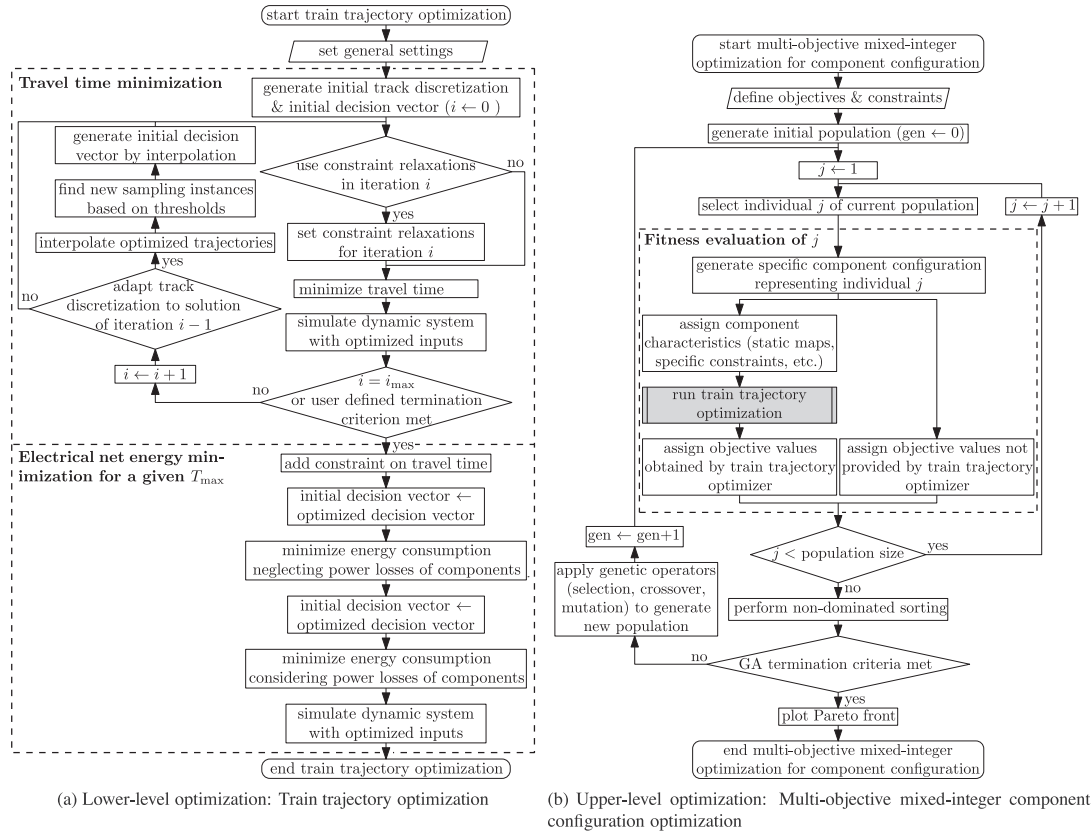 start train trajectory optimization
set general settings
Travel time minimization
generate initial track discretization
& initial decision vector (i ← 0 )
generate initial decision
vector by interpolation
use constraint relaxations
in iteration i
no
find new sampling instances
based on thresholds
yes
interpolate optimized trajectories
set constraint relaxations
for iteration i
yes
adapt track
discretization to solution
of iteration i − 1
no
minimize travel time
simulate dynamic system
with optimized inputs
i ← i + 1
no
i = i_max
or user defined termination
criterion met
yes
Electrical net energy min-
imization for a given T_max
add constraint on travel time
initial decision vector ←
optimized decision vector
minimize energy consumption
neglecting power losses of components
initial decision vector ←
optimized decision vector
minimize energy consumption
considering power losses of components
simulate dynamic system
with optimized inputs
end train trajectory optimization
(a) Lower-level optimization: Train trajectory optimization
start multi-objective mixed-integer
optimization for component configuration
define objectives & constraints
generate initial population (gen ← 0)
j ← 1
select individual j of current population
j ← j + 1
Fitness evaluation of j
generate specific component configuration
representing individual j
assign component
characteristics (static maps,
specific constraints, etc.)
run train trajectory
optimization
assign objective values
obtained by train trajectory
optimizer
assign objective values not
provided by train trajectory
optimizer
gen ← gen+1
j < population size
yes
no
apply genetic operators
(selection, crossover,
mutation) to generate
new population
perform non-dominated sorting
no
GA termination criteria met
yes
plot Pareto front
end multi-objective mixed-integer
optimization for component configuration
(b) Upper-level optimization: Multi-objective mixed-integer component
configuration optimization